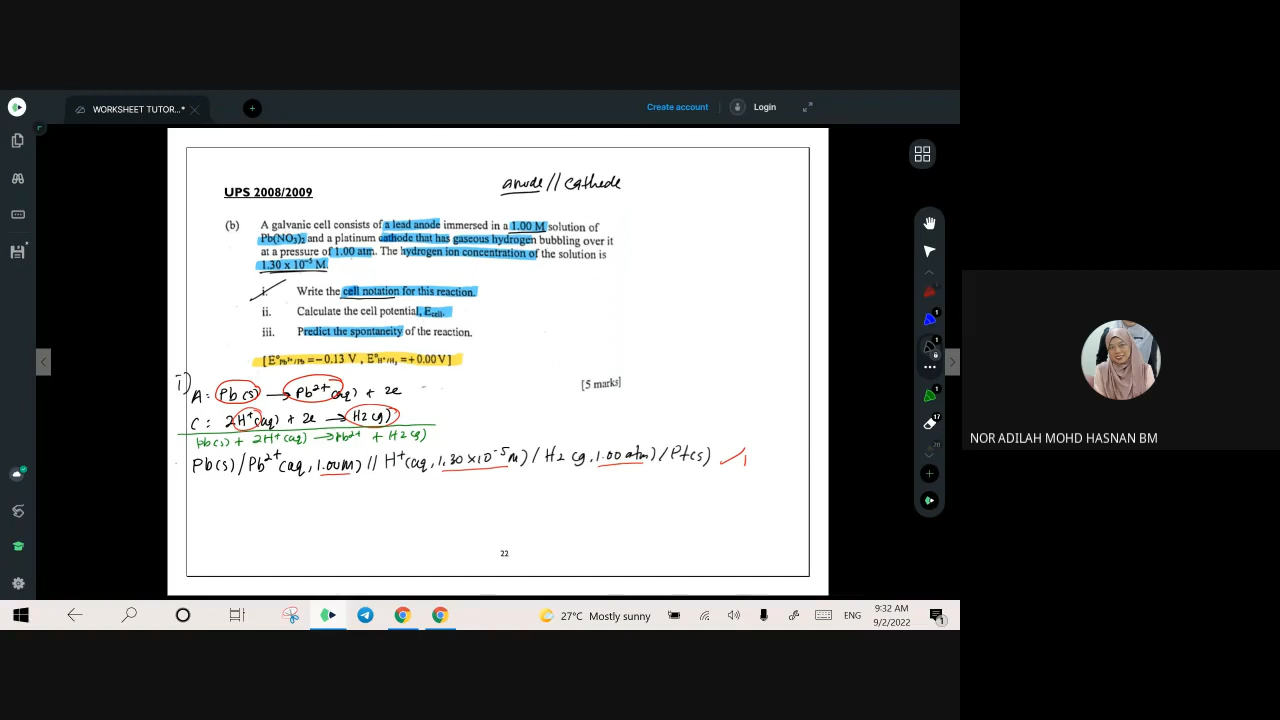 WORKSHEET TUTOR...*
Create account
Login
UPS 2008/2009
anode // cathode
(b) A galvanic cell consists of a lead anode immersed in a 1.00 M solution of
Pb(NO3)2 and a platinum cathode that has gaseous hydrogen bubbling over it
at a pressure of 1.00 atm. The hydrogen ion concentration of the solution is
1.30 x 10⁻⁵ M.
i. Write the cell notation for this reaction.
ii. Calculate the cell potential, Ecell.
iii. Predict the spontaneity of the reaction.
[E°Pb²⁺/Pb = − 0.13 V , E°H⁺/H₂ = + 0.00 V]
[5 marks]
i)
A: Pb(s) → Pb²⁺(aq) + 2e
C: 2H⁺(aq) + 2e → H2(g)
Pb(s) + 2H⁺(aq) → Pb²⁺ + H2(g)
Pb(s) / Pb²⁺(aq, 1.00M) // H⁺(aq, 1.30 × 10⁻⁵M) / H2 (g, 1.00 atm) / Pt(s) ✓1
22
NOR ADILAH MOHD HASNAN BM
27°C Mostly sunny
ENG
9:32 AM
9/2/2022